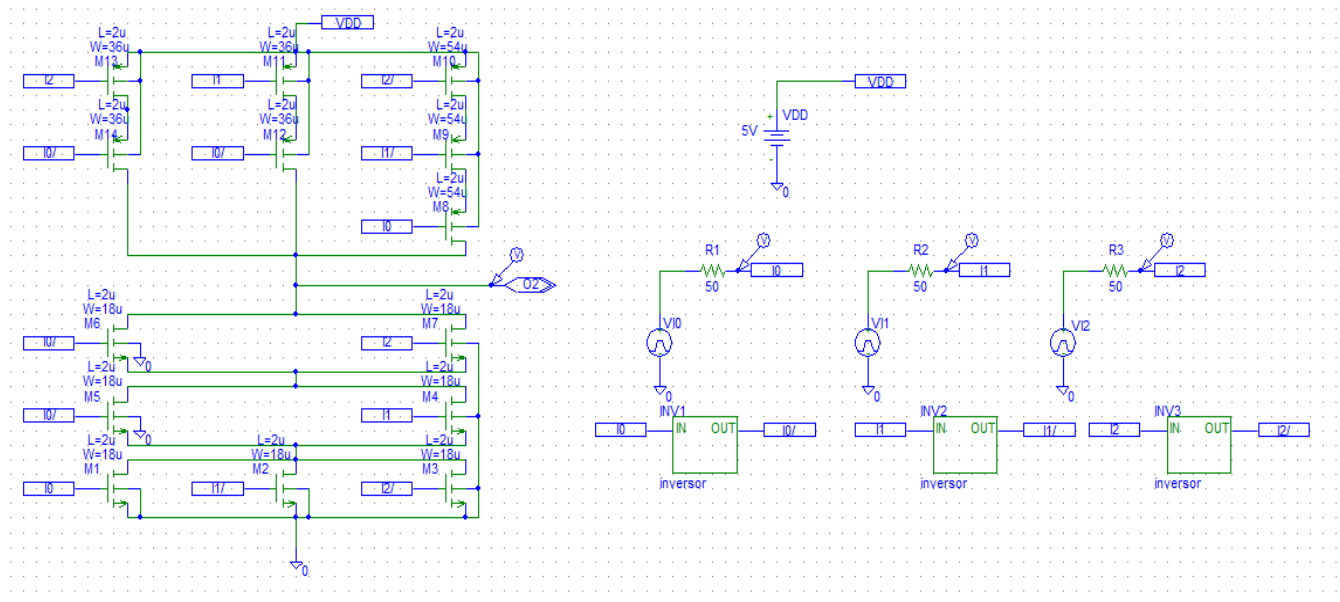 VDD
L=2u
W=36u
M13
I2
L=2u
W=36u
M11
I1
L=2u
W=54u
M10
I2/
L=2u
W=36u
M14
I0/
L=2u
W=36u
M12
I0/
L=2u
W=54u
M9
I1/
L=2u
W=54u
M8
I0
V
O2
L=2u
W=18u
M6
I0/
0
L=2u
W=18u
M7
I2
L=2u
W=18u
M5
I0/
0
L=2u
W=18u
M4
I1
L=2u
W=18u
M1
I0
L=2u
W=18u
M2
I1/
L=2u
W=18u
M3
I2/
0
VDD
+ VDD
5V
-
0
R1
V
I0
50
VI0
0
R2
V
I1
50
VI1
0
R3
V
I2
50
VI2
0
INV1
I0
IN OUT
I0/
inversor
INV2
I1
IN OUT
I1/
inversor
INV3
I2
IN OUT
I2/
inversor